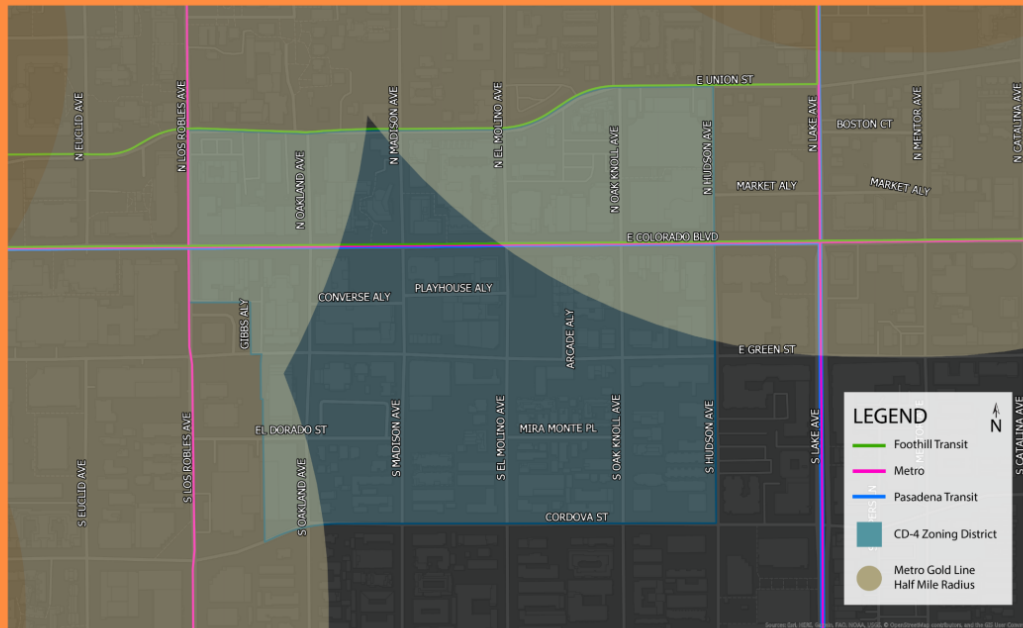 E UNION ST
N EUCLID AVE
N LOS ROBLES AVE
N OAKLAND AVE
N MADISON AVE
N EL MOLINO AVE
N OAK KNOLL AVE
N HUDSON AVE
N LAKE AVE
BOSTON CT
N MENTOR AVE
N CATALINA AVE
MARKET ALY
MARKET ALY
E COLORADO BLVD
CONVERSE ALY
PLAYHOUSE ALY
GIBBS ALY
ARCADE ALY
E GREEN ST
EL DORADO ST
MIRA MONTE PL
S EUCLID AVE
S LOS ROBLES AVE
S OAKLAND AVE
S MADISON AVE
S EL MOLINO AVE
S OAK KNOLL AVE
S HUDSON AVE
S LAKE AVE
S CATALINA AVE
CORDOVA ST
LEGEND
N
Foothill Transit
Metro
Pasadena Transit
CD-4 Zoning District
Metro Gold Line
Half Mile Radius